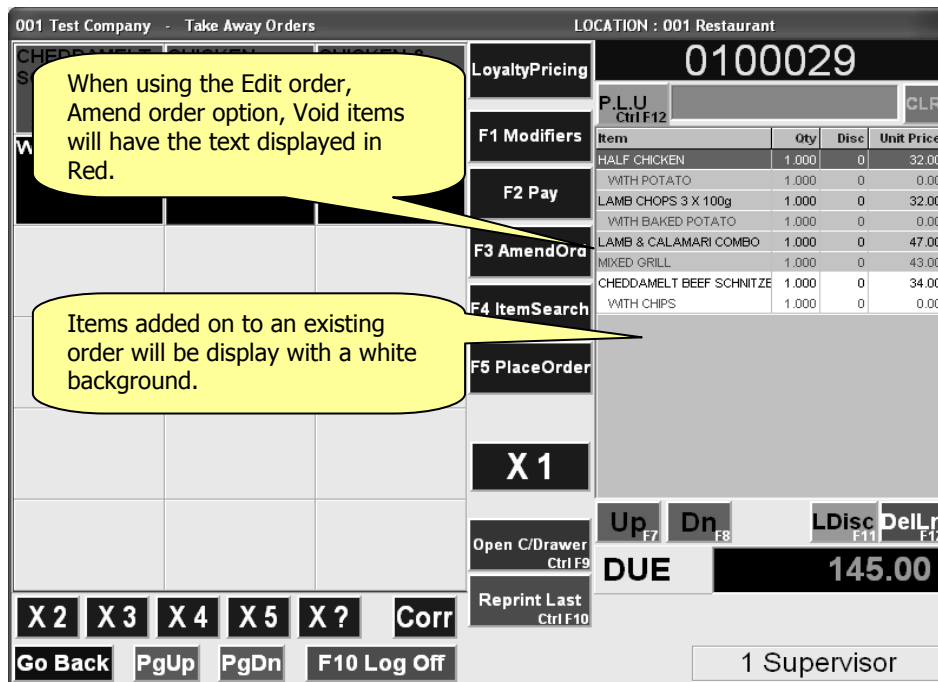 001 Test Company - Take Away Orders LOCATION : 001 Restaurant
CHEDDAMELT CHICKEN CHICKEN &
When using the Edit order,
Amend order option, Void items
will have the text displayed in
Red.
Items added on to an existing
order will be display with a white
background.
LoyaltyPricing
F1 Modifiers
F2 Pay
F3 AmendOrd
F4 ItemSearch
F5 PlaceOrder
X 1
Open C/Drawer
Ctrl F9
Reprint Last
Ctrl F10
0100029
P.L.U CLR
Ctrl F12
Item Qty Disc Unit Price
HALF CHICKEN 1.000 0 32.00
WITH POTATO 1.000 0 0.00
LAMB CHOPS 3 X 100g 1.000 0 32.00
WITH BAKED POTATO 1.000 0 0.00
LAMB & CALAMARI COMBO 1.000 0 47.00
MIXED GRILL 1.000 0 43.00
CHEDDAMELT BEEF SCHNITZE 1.000 0 34.00
WITH CHIPS 1.000 0 0.00
Up F7 Dn F8 LDisc F11 DelLn F12
DUE 145.00
X 2 X 3 X 4 X 5 X ? Corr
Go Back PgUp PgDn F10 Log Off
1 Supervisor